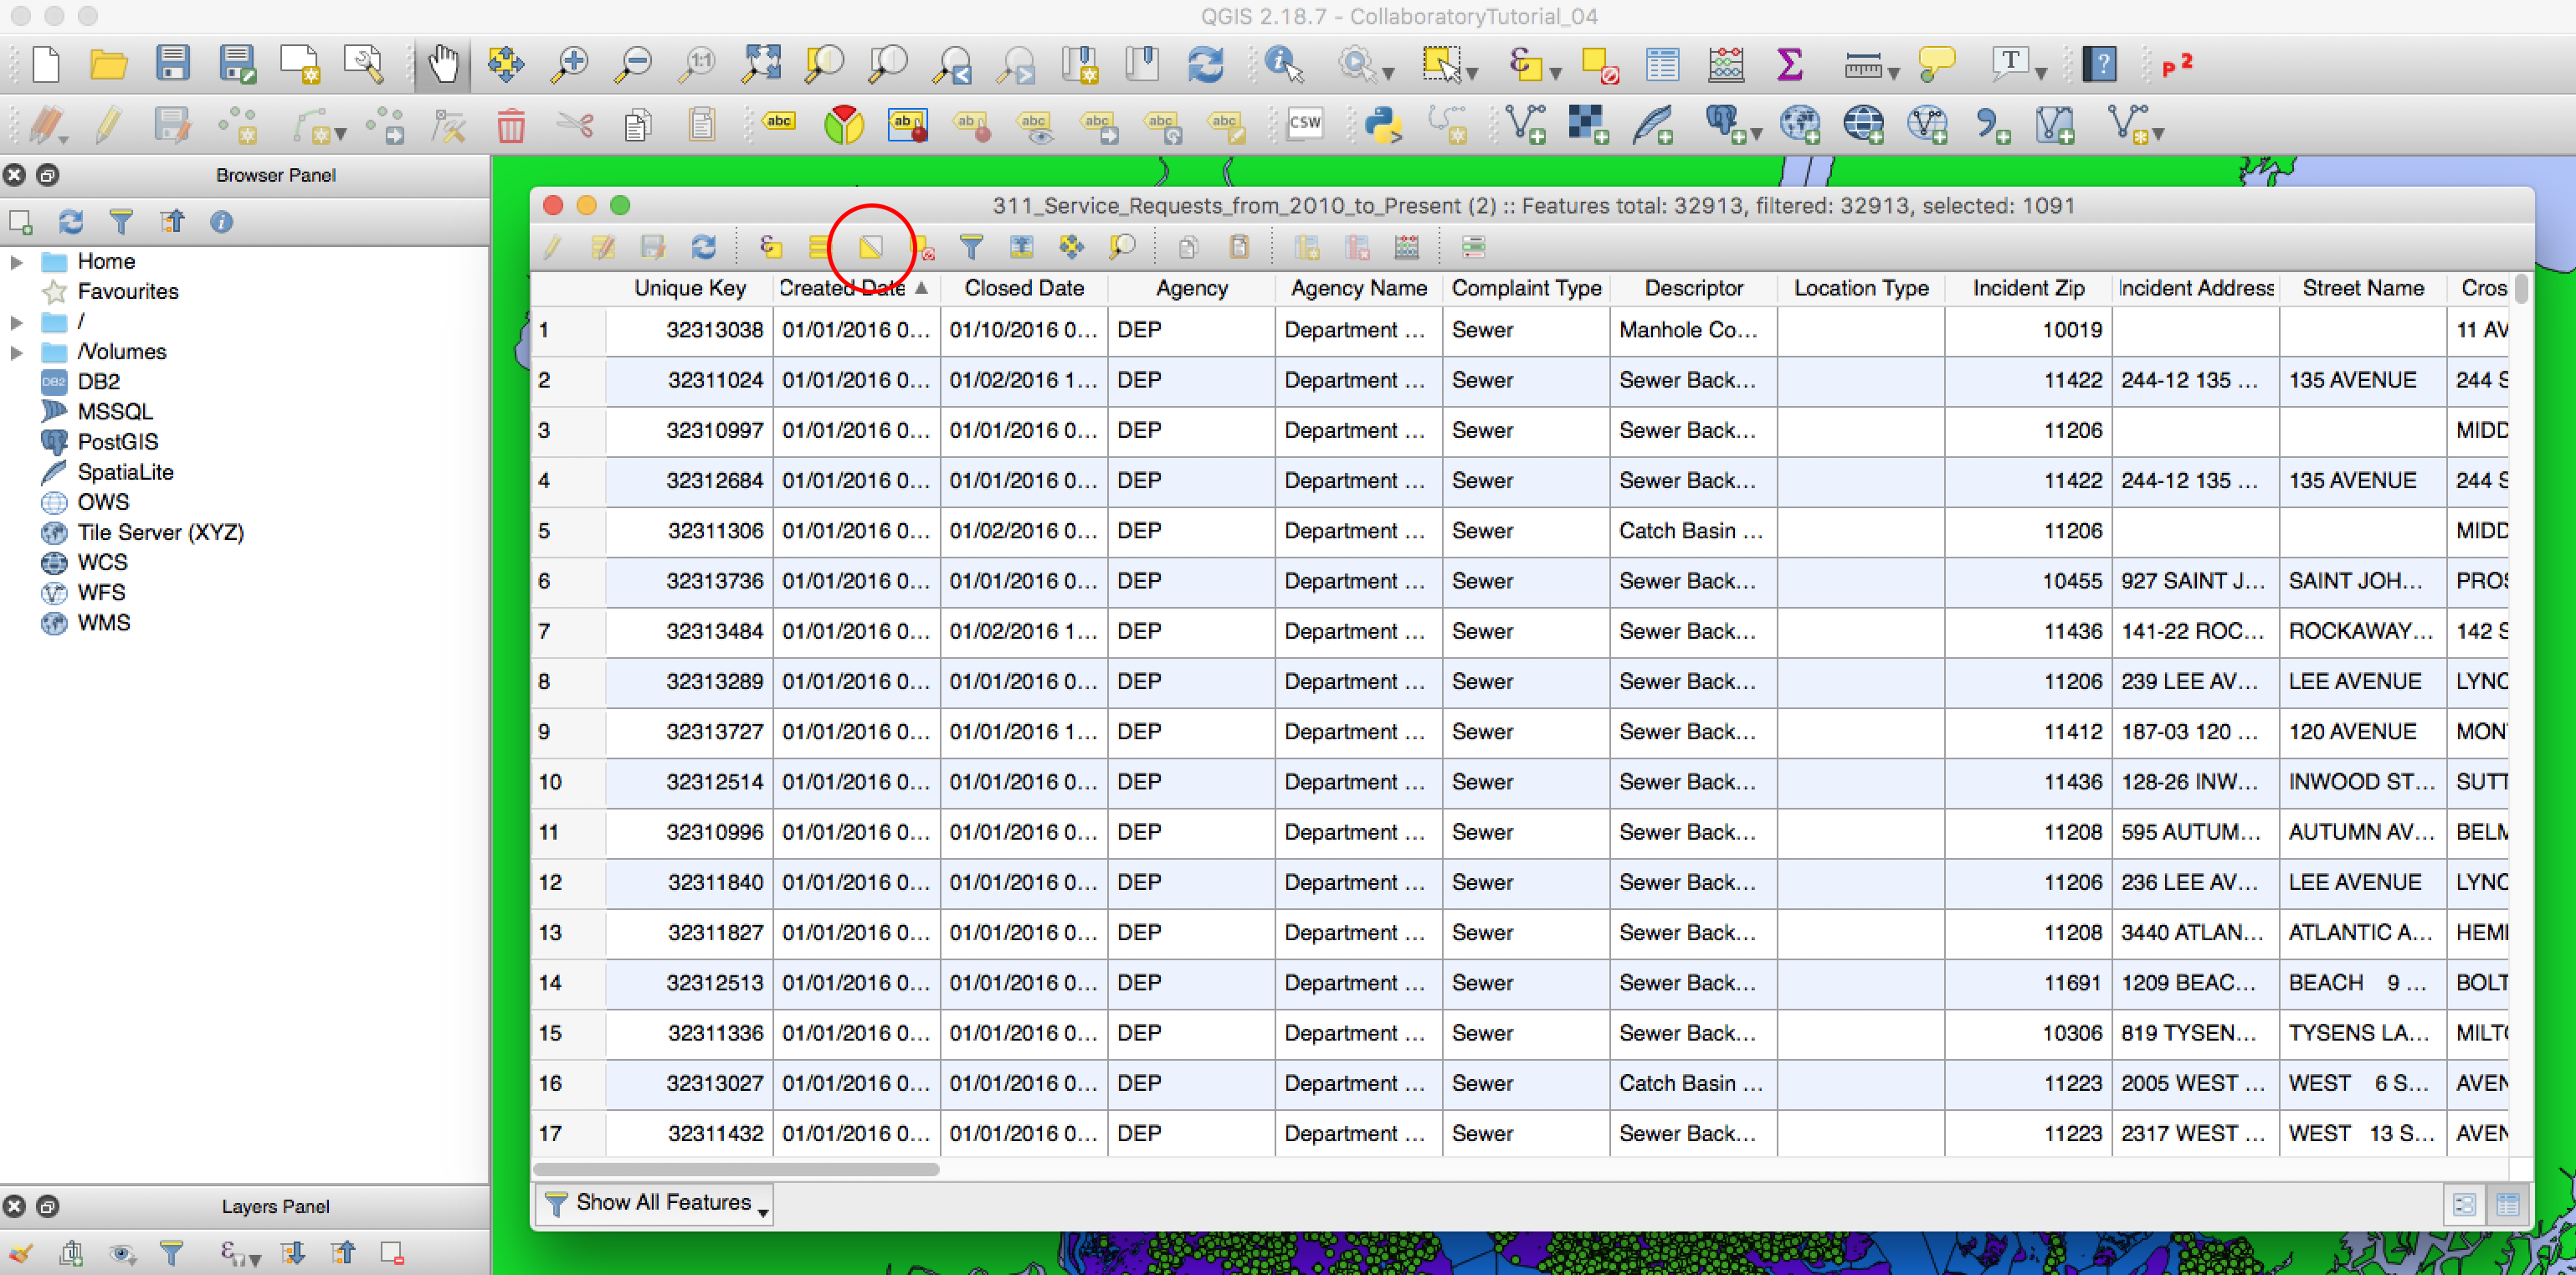 QGIS 2.18.7 - CollaboratoryTutorial_04
1:1
T
?
P 2
abc
ab
ab
abc
abc
abc
abc
CSW
Browser Panel
311_Service_Requests_from_2010_to_Present (2) :: Features total: 32913, filtered: 32913, selected: 1091
Home
Favourites
/
/Volumes
DB2 DB2
MSSQL
PostGIS
SpatiaLite
OWS
Tile Server (XYZ)
WCS
WFS
WMS
Unique Key Created Date Closed Date Agency Agency Name Complaint Type Descriptor Location Type Incident Zip Incident Address Street Name Cros
1 32313038 01/01/2016 0... 01/10/2016 0... DEP Department ... Sewer Manhole Co... 10019 11 AV
2 32311024 01/01/2016 0... 01/02/2016 1... DEP Department ... Sewer Sewer Back... 11422 244-12 135 ... 135 AVENUE 244 S
3 32310997 01/01/2016 0... 01/01/2016 0... DEP Department ... Sewer Sewer Back... 11206 MIDD
4 32312684 01/01/2016 0... 01/01/2016 0... DEP Department ... Sewer Sewer Back... 11422 244-12 135 ... 135 AVENUE 244 S
5 32311306 01/01/2016 0... 01/02/2016 0... DEP Department ... Sewer Catch Basin ... 11206 MIDD
6 32313736 01/01/2016 0... 01/01/2016 0... DEP Department ... Sewer Sewer Back... 10455 927 SAINT J... SAINT JOH... PROS
7 32313484 01/01/2016 0... 01/02/2016 1... DEP Department ... Sewer Sewer Back... 11436 141-22 ROC... ROCKAWAY... 142 S
8 32313289 01/01/2016 0... 01/01/2016 0... DEP Department ... Sewer Sewer Back... 11206 239 LEE AV... LEE AVENUE LYNC
9 32313727 01/01/2016 0... 01/01/2016 1... DEP Department ... Sewer Sewer Back... 11412 187-03 120 ... 120 AVENUE MON
10 32312514 01/01/2016 0... 01/01/2016 0... DEP Department ... Sewer Sewer Back... 11436 128-26 INW... INWOOD ST... SUTT
11 32310996 01/01/2016 0... 01/01/2016 0... DEP Department ... Sewer Sewer Back... 11208 595 AUTUM... AUTUMN AV... BELM
12 32311840 01/01/2016 0... 01/01/2016 0... DEP Department ... Sewer Sewer Back... 11206 236 LEE AV... LEE AVENUE LYNC
13 32311827 01/01/2016 0... 01/01/2016 0... DEP Department ... Sewer Sewer Back... 11208 3440 ATLAN... ATLANTIC A... HEM
14 32312513 01/01/2016 0... 01/01/2016 0... DEP Department ... Sewer Sewer Back... 11691 1209 BEAC... BEACH 9 ... BOLT
15 32311336 01/01/2016 0... 01/01/2016 0... DEP Department ... Sewer Sewer Back... 10306 819 TYSEN... TYSENS LA... MILT
16 32313027 01/01/2016 0... 01/01/2016 0... DEP Department ... Sewer Catch Basin ... 11223 2005 WEST ... WEST 6 S... AVEN
17 32311432 01/01/2016 0... 01/01/2016 0... DEP Department ... Sewer Sewer Back... 11223 2317 WEST ... WEST 13 S... AVEN
Show All Features
Layers Panel